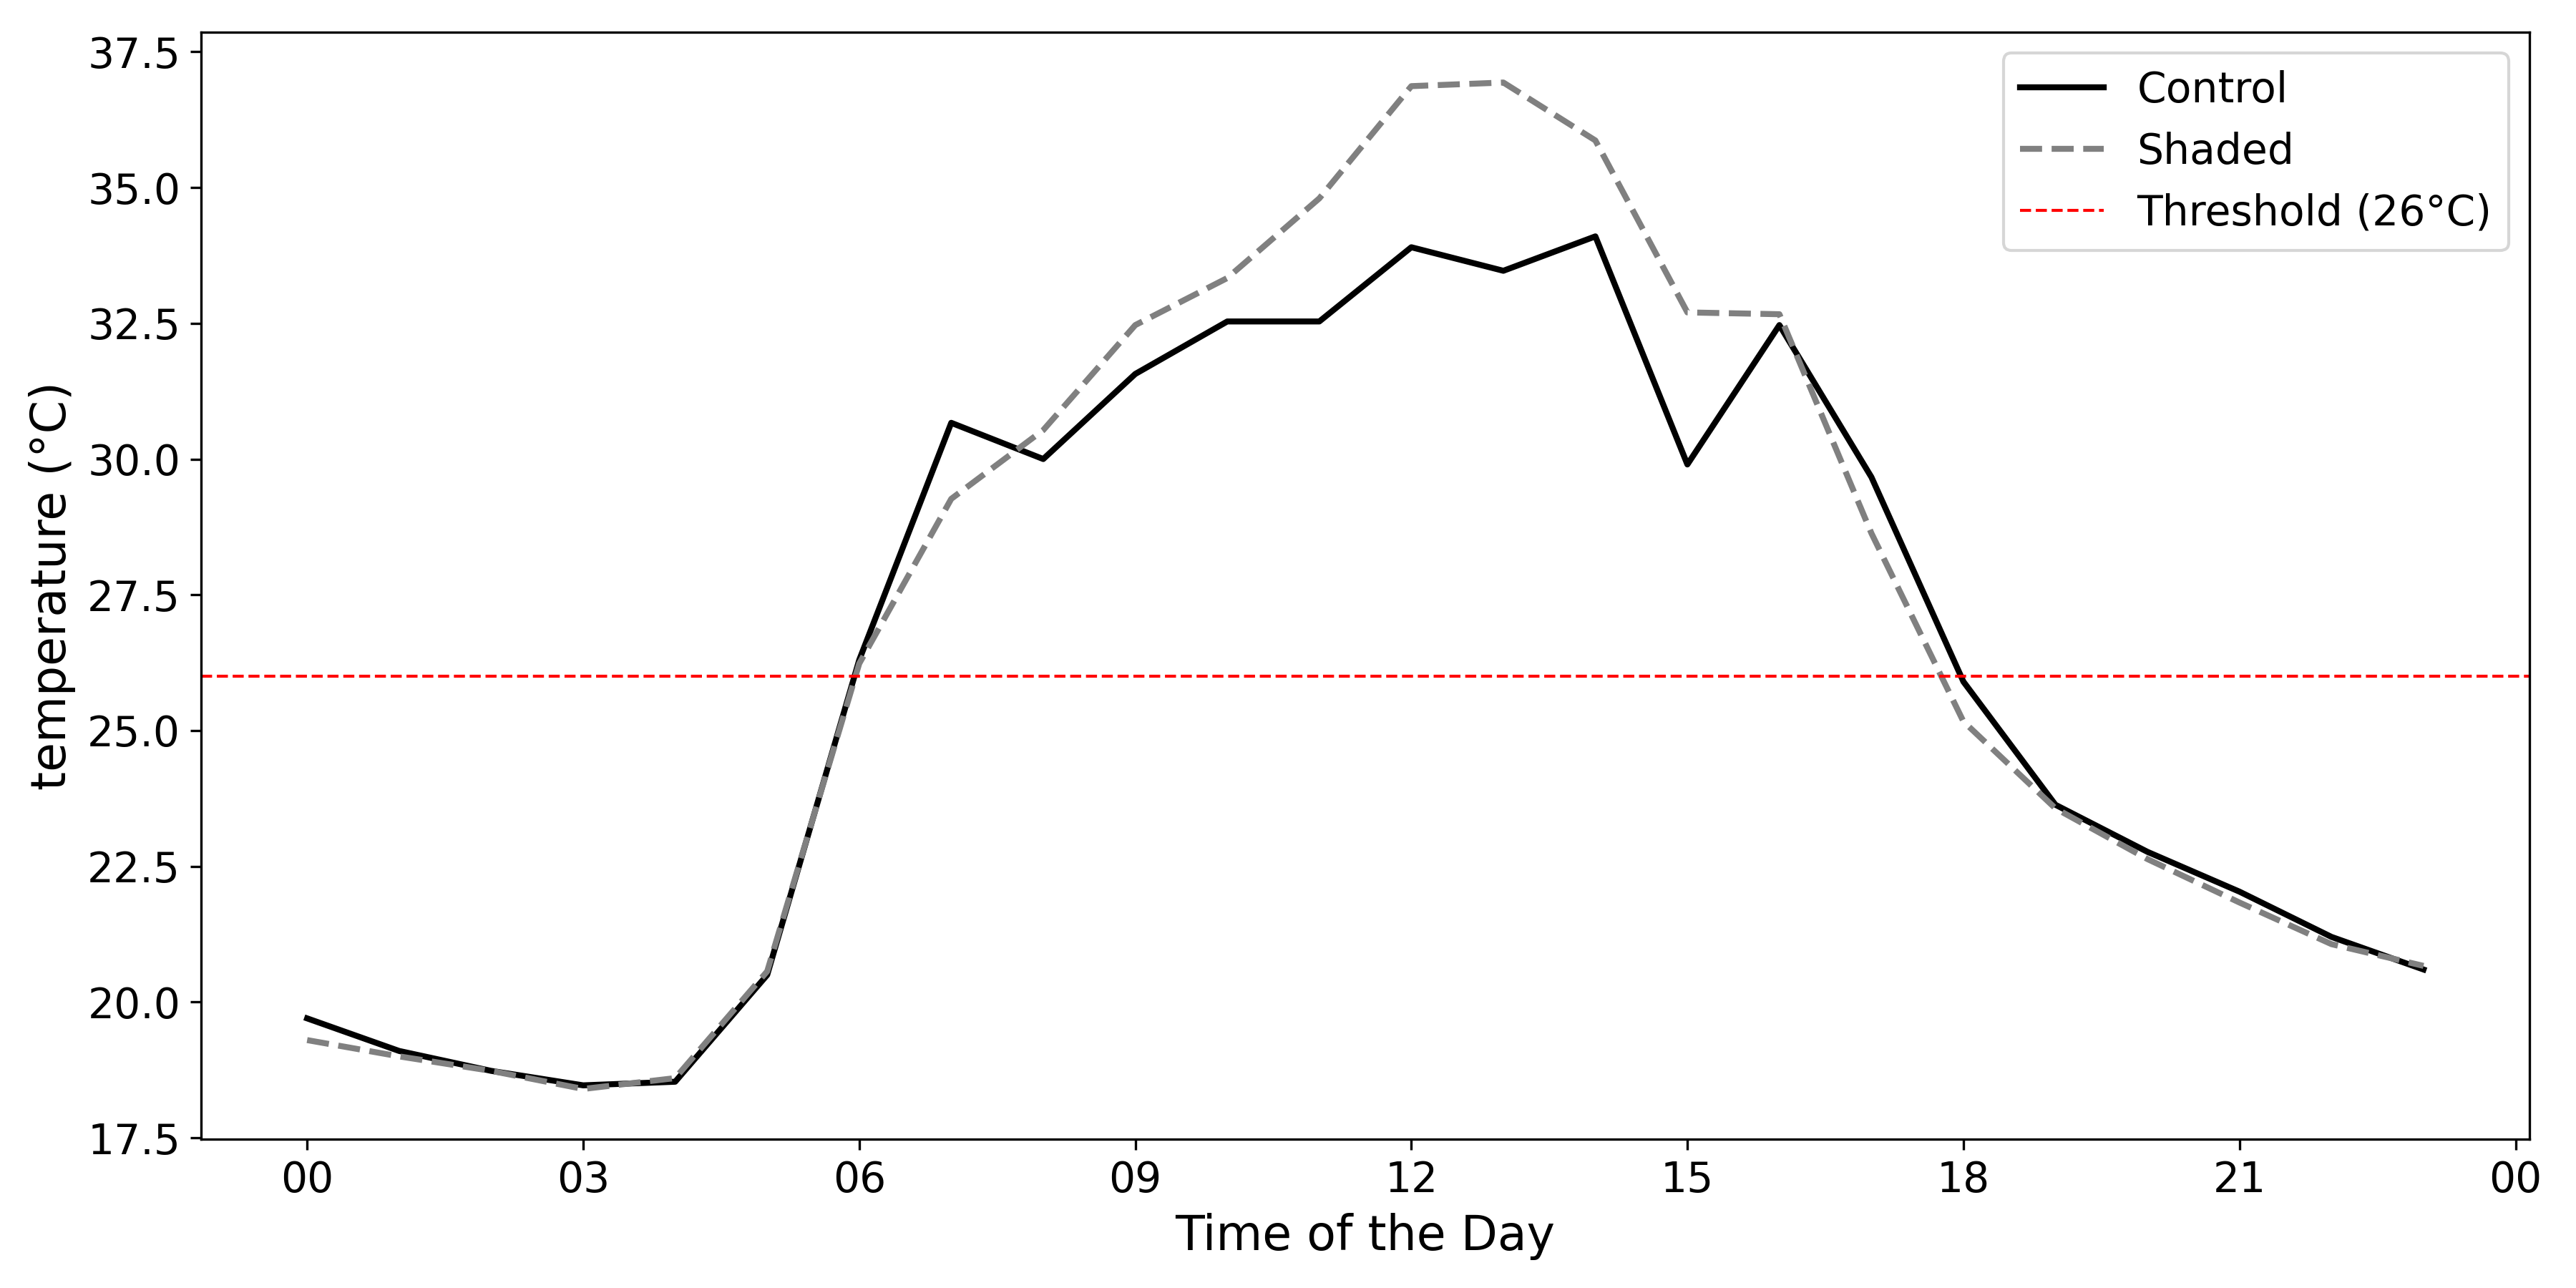 37.5
35.0
32.5
30.0
27.5
25.0
22.5
20.0
17.5
temperature (°C)
Control
Shaded
Threshold (26°C)
00 03 06 09 12 15 18 21 00
Time of the Day